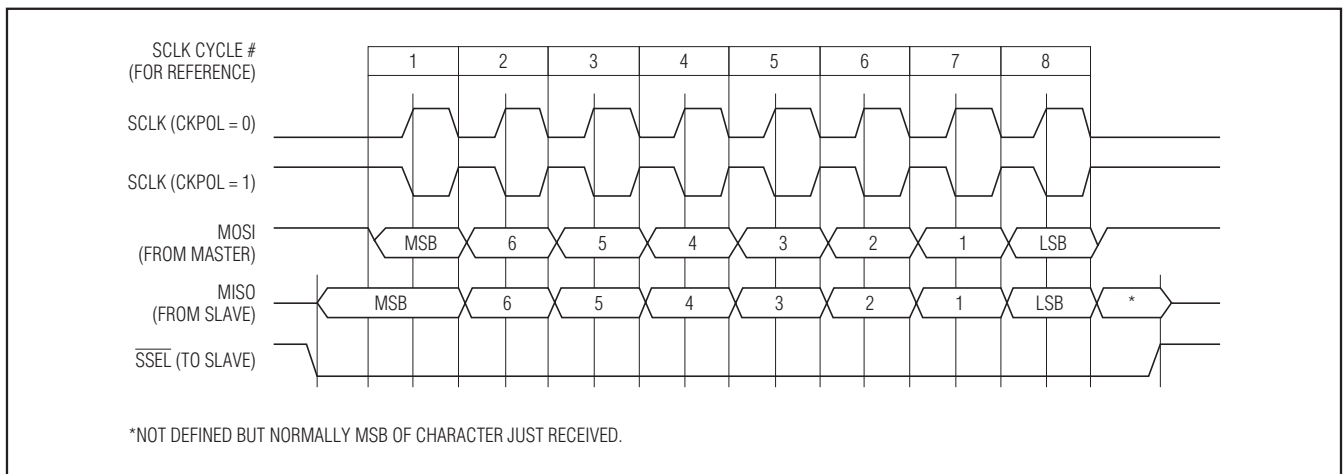 SCLK CYCLE #
(FOR REFERENCE)
1 2 3 4 5 6 7 8
SCLK (CKPOL = 0)
SCLK (CKPOL = 1)
MOSI
(FROM MASTER)
MSB 6 5 4 3 2 1 LSB
MISO
(FROM SLAVE)
MSB 6 5 4 3 2 1 LSB *
SSEL (TO SLAVE)
*NOT DEFINED BUT NORMALLY MSB OF CHARACTER JUST RECEIVED.